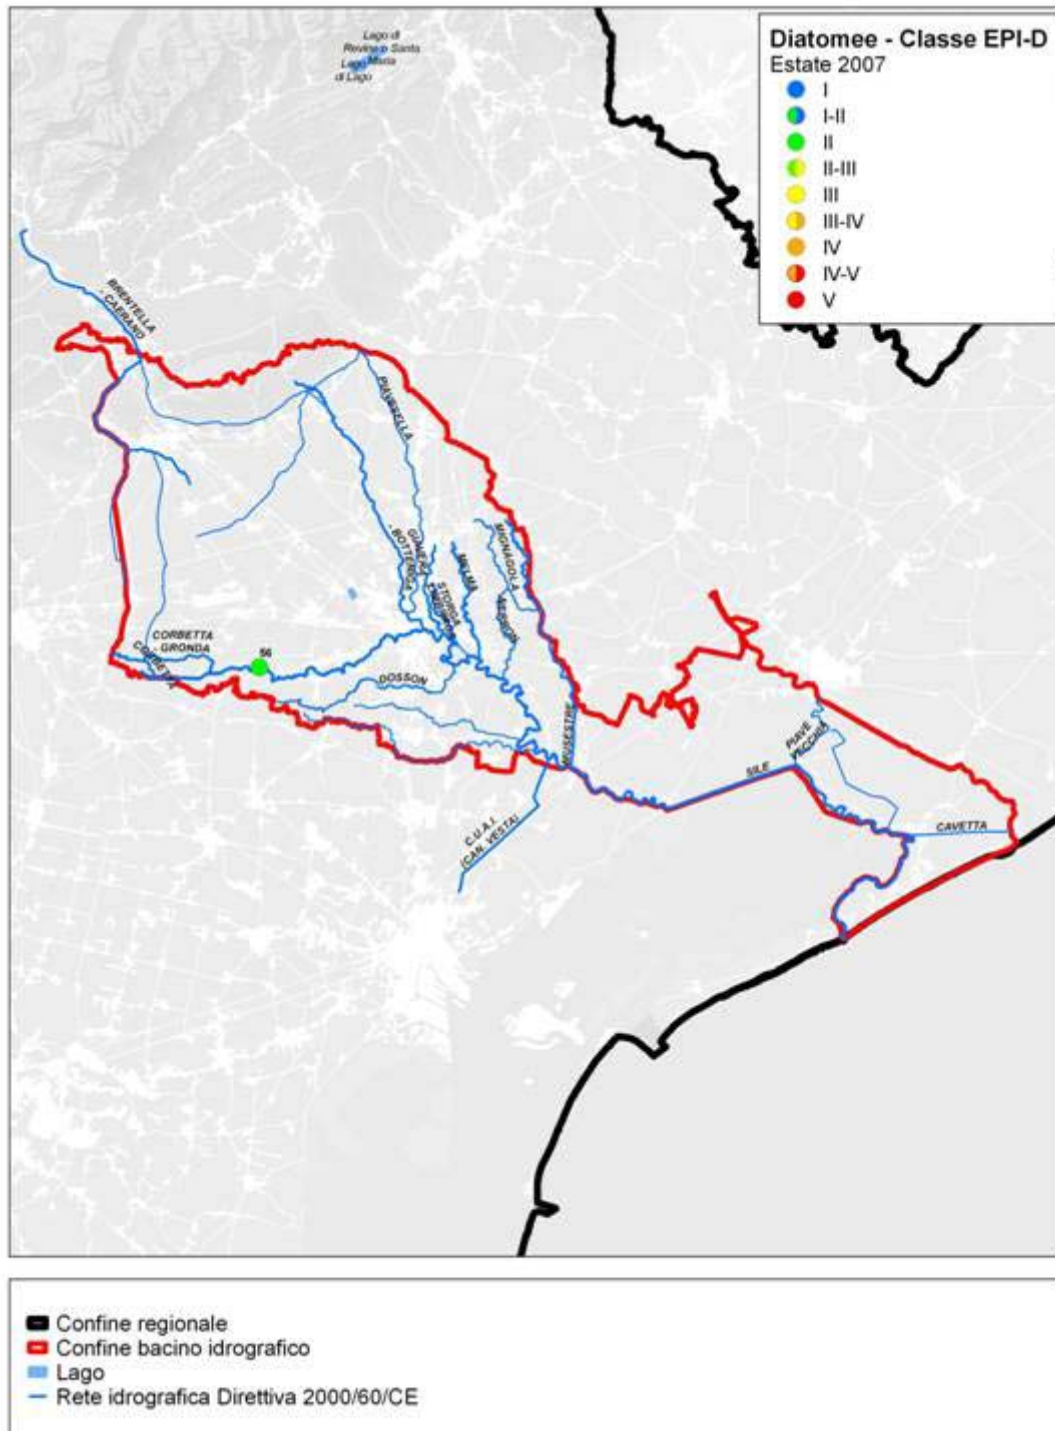 Lago di
Revine o Santa
Lago Maria
di Lago
Diatomee - Classe EPI-D
Estate 2007
I
I-II
II
II-III
III
III-IV
IV
IV-V
V
BRENTELLA
- CAERANO
PIAVESELLA
BOTTENIGA
STORGA
MELMA
MIGNAGOLA
CORBETTA
- GRONDA
CORBETTA
56
DOSSON
MUSESTRE
C.U.A.I.
(CAN. VESTA)
SILE
PIAVE
VECCHIA
CAVETTA
Confine regionale
Confine bacino idrografico
Lago
Rete idrografica Direttiva 2000/60/CE